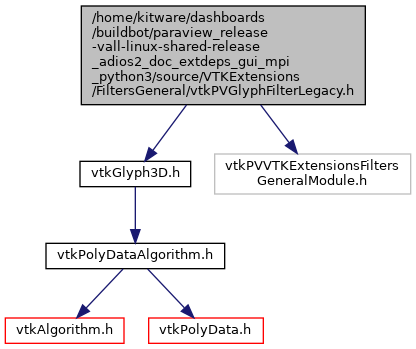 /home/kitware/dashboards
/buildbot/paraview_release
-vall-linux-shared-release
_adios2_doc_extdeps_gui_mpi
_python3/source/VTKExtensions
/FiltersGeneral/vtkPVGlyphFilterLegacy.h
vtkGlyph3D.h
vtkPVVTKExtensionsFilters
GeneralModule.h
vtkPolyDataAlgorithm.h
vtkAlgorithm.h
vtkPolyData.h